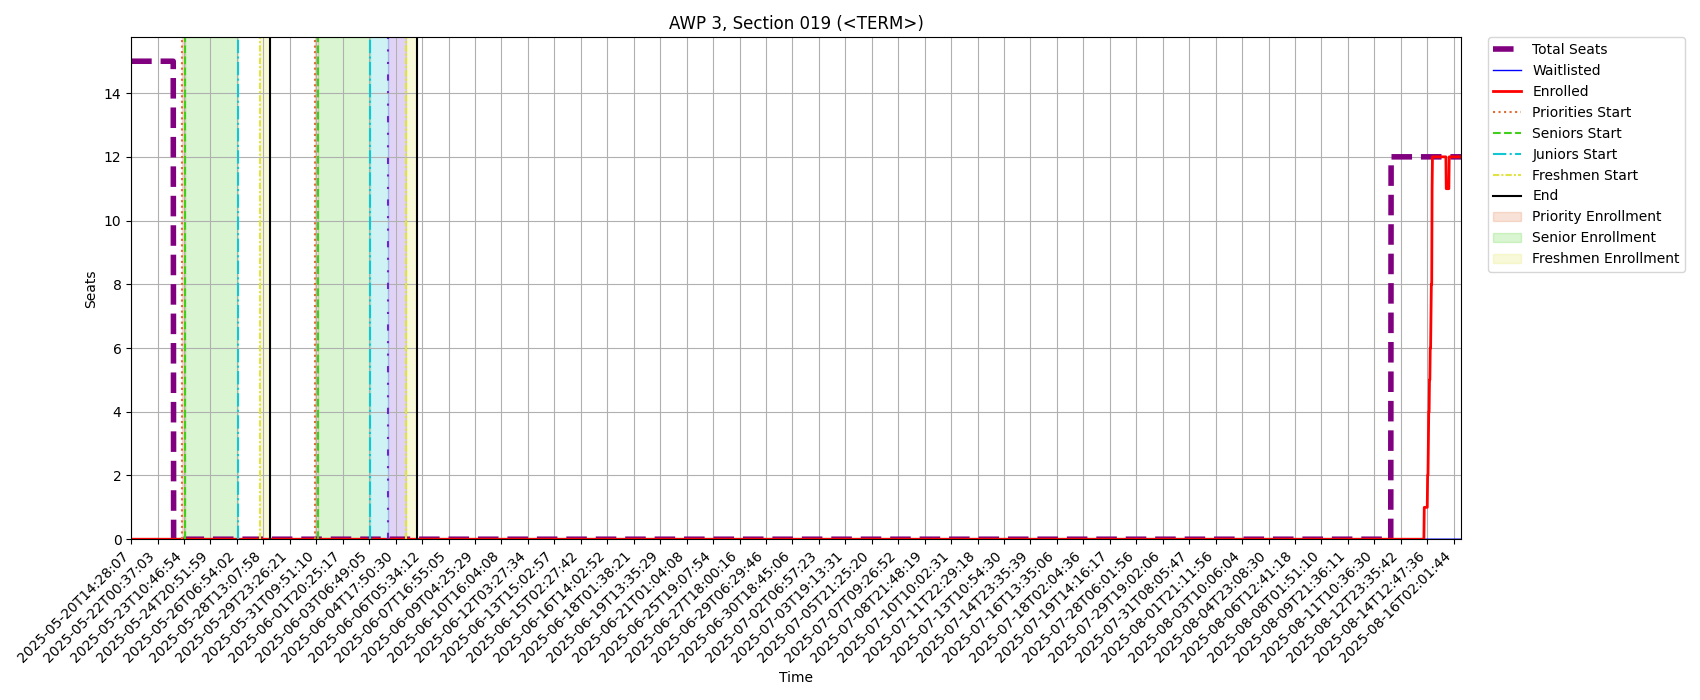 AWP 3, Section 019 (<TERM>)
Seats
14
12
10
8
6
4
2
0
2025-05-20T14:28:07
2025-05-22T00:37:03
2025-05-23T10:46:54
2025-05-24T20:51:59
2025-05-26T06:54:02
2025-05-28T13:07:58
2025-05-29T23:26:21
2025-05-31T09:51:10
2025-06-01T20:25:17
2025-06-03T06:49:05
2025-06-04T17:50:30
2025-06-06T05:34:12
2025-06-07T16:55:05
2025-06-09T04:25:29
2025-06-10T16:04:08
2025-06-12T03:27:34
2025-06-13T15:02:57
2025-06-15T02:27:42
2025-06-16T14:02:52
2025-06-18T01:38:21
2025-06-19T13:35:29
2025-06-21T01:04:08
2025-06-25T19:07:54
2025-06-27T18:00:16
2025-06-29T06:29:46
2025-06-30T18:45:06
2025-07-02T06:57:23
2025-07-03T19:13:31
2025-07-05T21:25:20
2025-07-07T09:26:52
2025-07-08T21:48:19
2025-07-10T10:02:31
2025-07-11T22:29:18
2025-07-13T10:54:30
2025-07-14T23:35:39
2025-07-16T13:35:06
2025-07-18T02:04:36
2025-07-19T14:16:17
2025-07-28T06:01:56
2025-07-29T19:02:06
2025-07-31T08:05:47
2025-08-01T21:11:56
2025-08-03T10:06:04
2025-08-04T23:08:30
2025-08-06T12:41:18
2025-08-08T01:51:10
2025-08-09T21:36:11
2025-08-11T10:36:30
2025-08-12T23:35:42
2025-08-14T12:47:36
2025-08-16T02:01:44
Time
Total Seats
Waitlisted
Enrolled
Priorities Start
Seniors Start
Juniors Start
Freshmen Start
End
Priority Enrollment
Senior Enrollment
Freshmen Enrollment